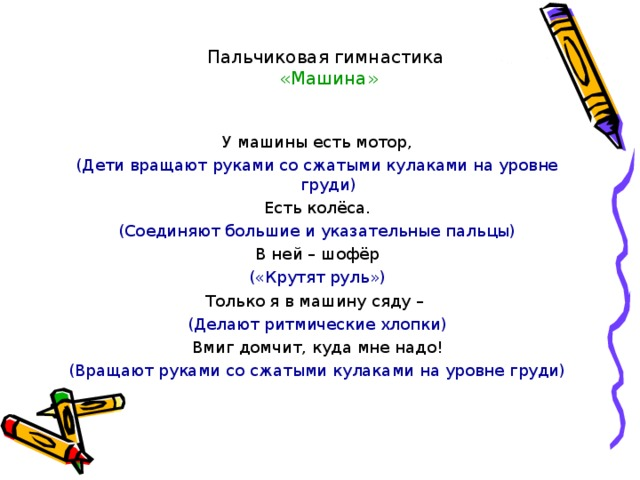 Пальчиковая гимнастика
«Машина»
У машины есть мотор,
(Дети вращают руками со сжатыми кулаками на уровне
груди)
Есть колёса.
(Соединяют большие и указательные пальцы)
В ней – шофёр
(«Крутят руль»)
Только я в машину сяду –
(Делают ритмические хлопки)
Вмиг домчит, куда мне надо!
(Вращают руками со сжатыми кулаками на уровне груди)